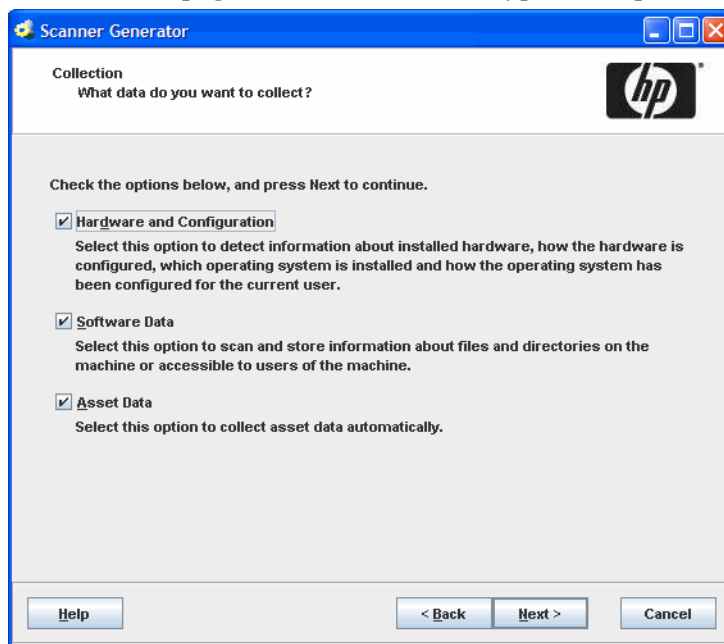 Scanner Generator
Collection
What data do you want to collect?
hp
Check the options below, and press Next to continue.
Hardware and Configuration
Select this option to detect information about installed hardware, how the hardware is
configured, which operating system is installed and how the operating system has
been configured for the current user.
Software Data
Select this option to scan and store information about files and directories on the
machine or accessible to users of the machine.
Asset Data
Select this option to collect asset data automatically.
Help
< Back
Next >
Cancel